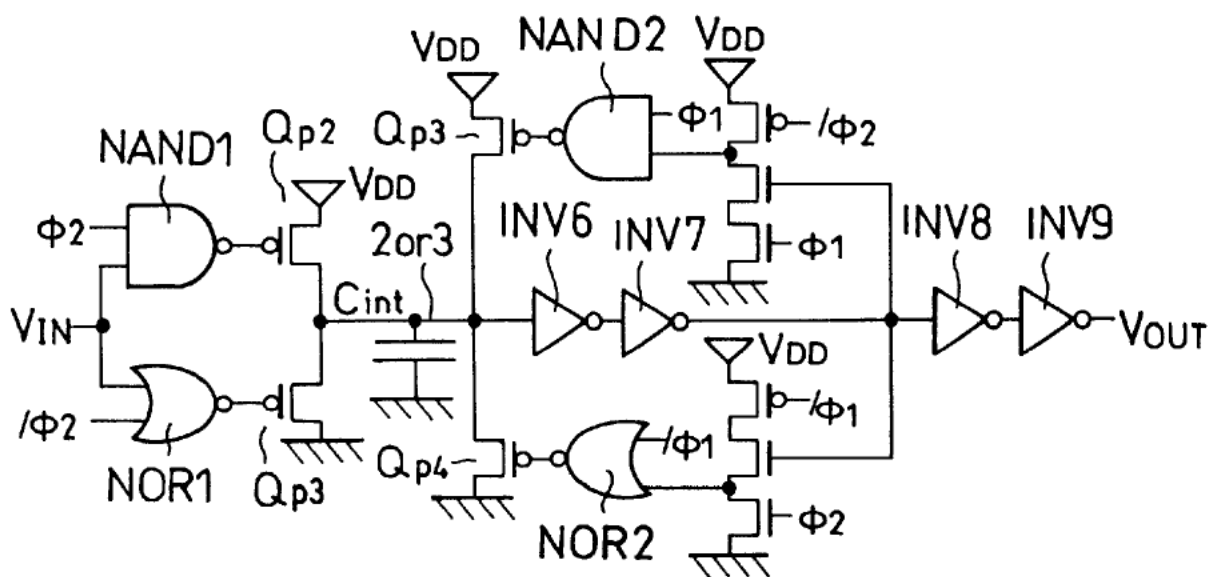 VDD
NAND2
VDD
Qp3
Φ1
/Φ2
NAND1
Qp2
VDD
Φ2
2or3
INV6
INV7
Φ1
INV8
INV9
VIN
Cint
VOUT
VDD
/Φ2
NOR1
Qp3
Qp4
/Φ1
/Φ1
NOR2
Φ2